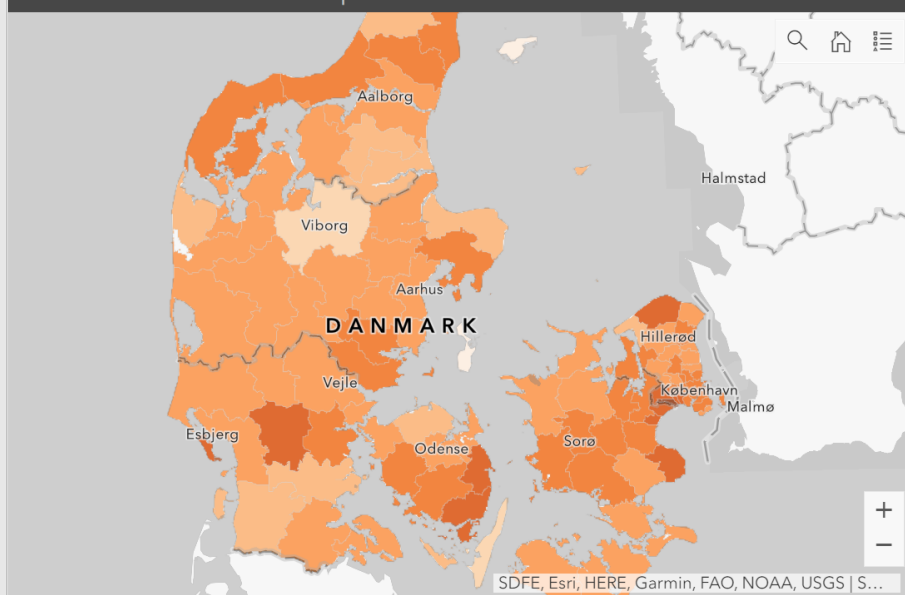 Aalborg
Halmstad
Viborg
Aarhus
DANMARK
Hillerød
Vejle
København
Malmø
Esbjerg
Odense
Sorø
+
−
SDFE, Esri, HERE, Garmin, FAO, NOAA, USGS | S...